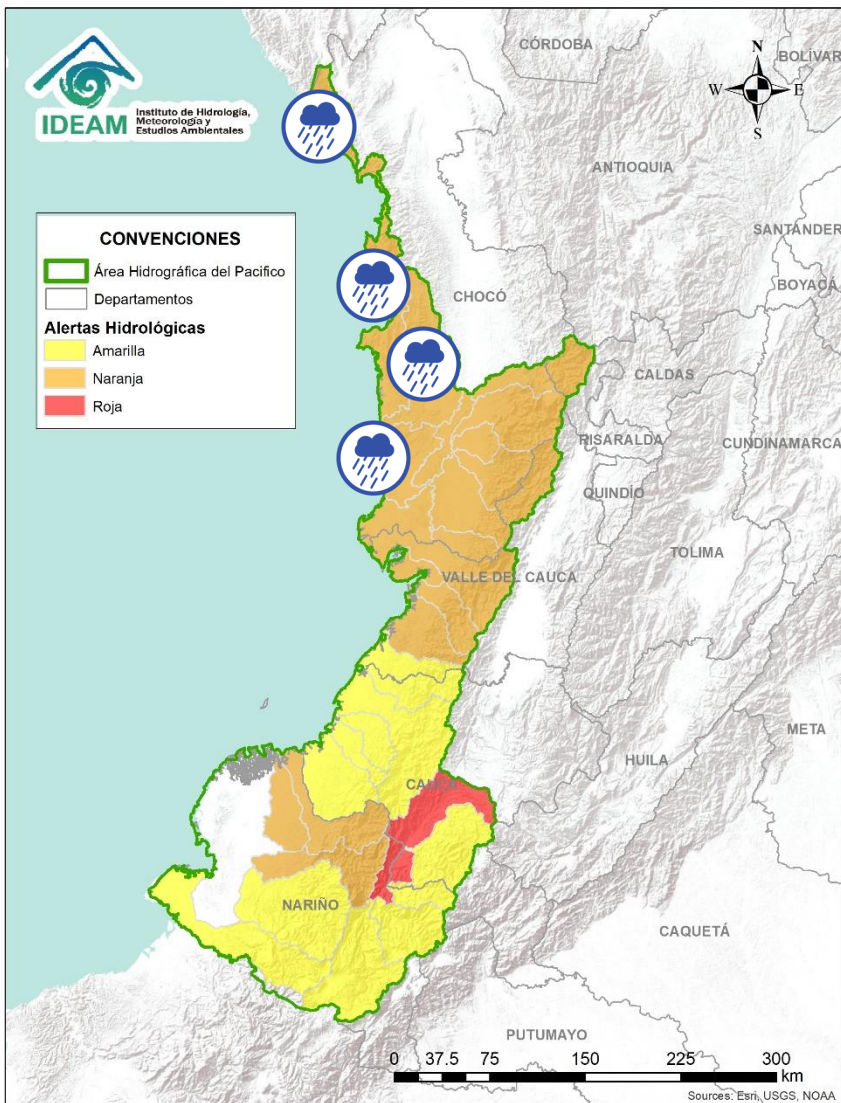 IDEAM
Instituto de Hidrología,
Meteorología y
Estudios Ambientales
CÓRDOBA
BOLÍVAR
N
W
E
S
ANTIOQUIA
SANTANDER
BOYACÁ
CONVENCIONES
Área Hidrográfica del Pacifico
Departamentos
Alertas Hidrológicas
Amarilla
Naranja
Roja
CHOCÓ
CALDAS
RISARALDA
CUNDINAMARCA
QUINDÍO
TOLIMA
VALLE DEL CAUCA
META
HUILA
CAUCA
NARIÑO
CAQUETÁ
PUTUMAYO
0 37.5 75 150 225 300
km
Sources: Esri, USGS, NOAA